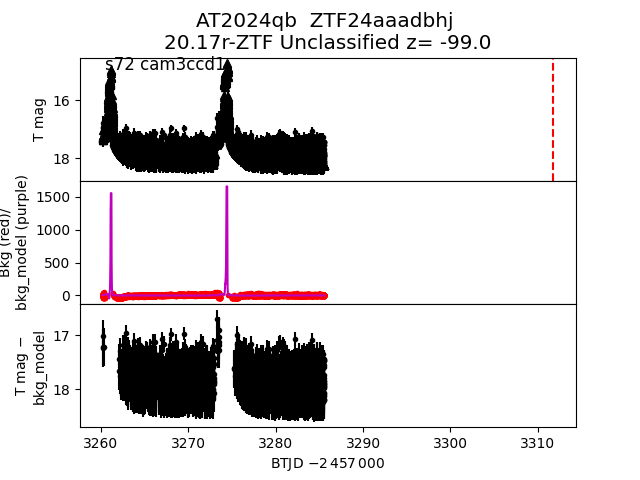 AT2024qb  ZTF24aaadbhj
20.17r-ZTF Unclassified z= -99.0
s72 cam3ccd1
T mag
16
18
Bkg (red)/
bkg_model (purple)
1500
1000
500
0
T mag −
bkg_model
17
18
3260 3270 3280 3290 3300 3310
BTJD −2 457 000